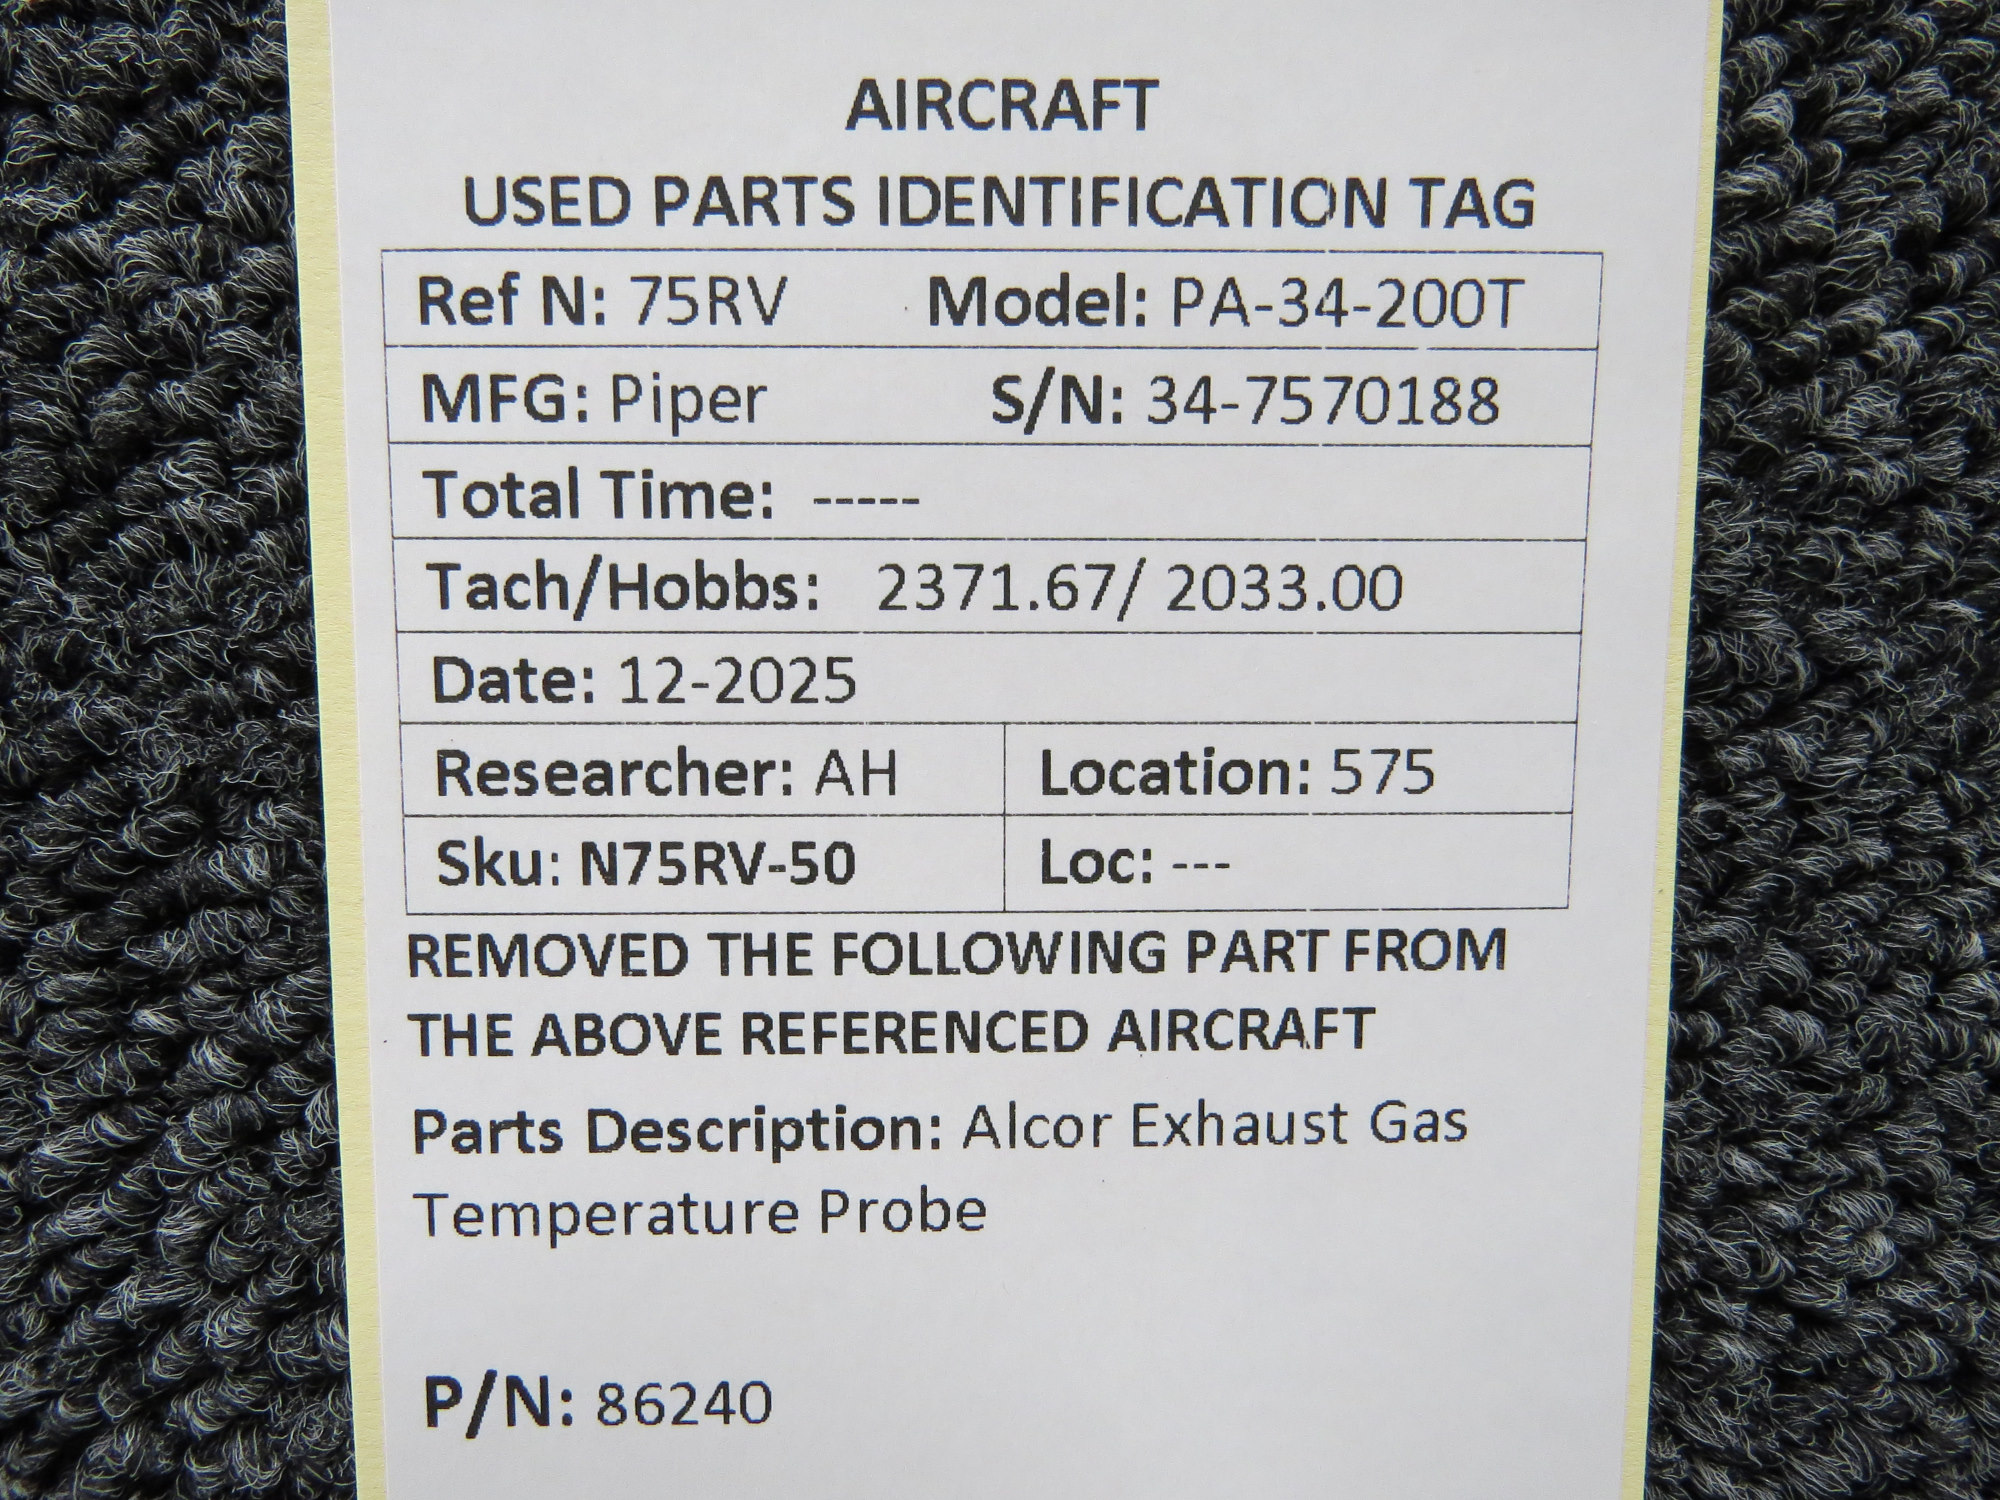 AIRCRAFT
USED PARTS IDENTIFICATION TAG
Ref N: 75RV Model: PA-34-200T
MFG: Piper S/N: 34-7570188
Total Time: -----
Tach/Hobbs: 2371.67/ 2033.00
Date: 12-2025
Researcher: AH Location: 575
Sku: N75RV-50 Loc: ---
REMOVED THE FOLLOWING PART FROM
THE ABOVE REFERENCED AIRCRAFT
Parts Description: Alcor Exhaust Gas
Temperature Probe
P/N: 86240